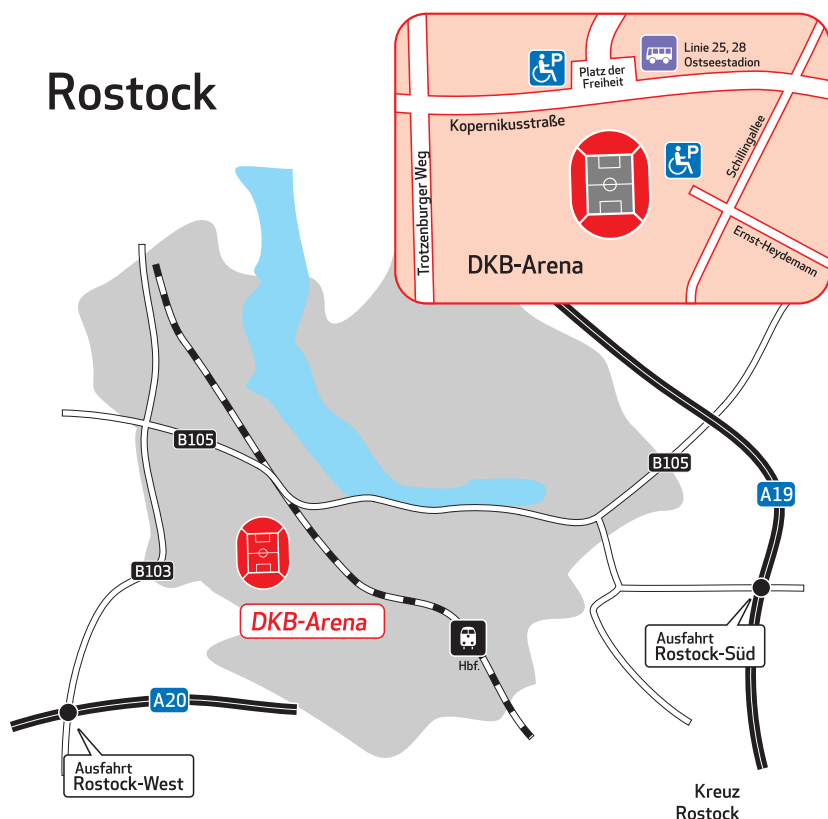 Rostock
P
Platz der
Freiheit
Linie 25, 28
Ostseestadion
Kopernikusstraße
Trotzenburger Weg
P
Schillingallee
Ernst-Heydemann
DKB-Arena
B105
B105
A19
B103
DKB-Arena
Hbf.
Ausfahrt
Rostock-Süd
A20
Ausfahrt
Rostock-West
Kreuz
Rostock